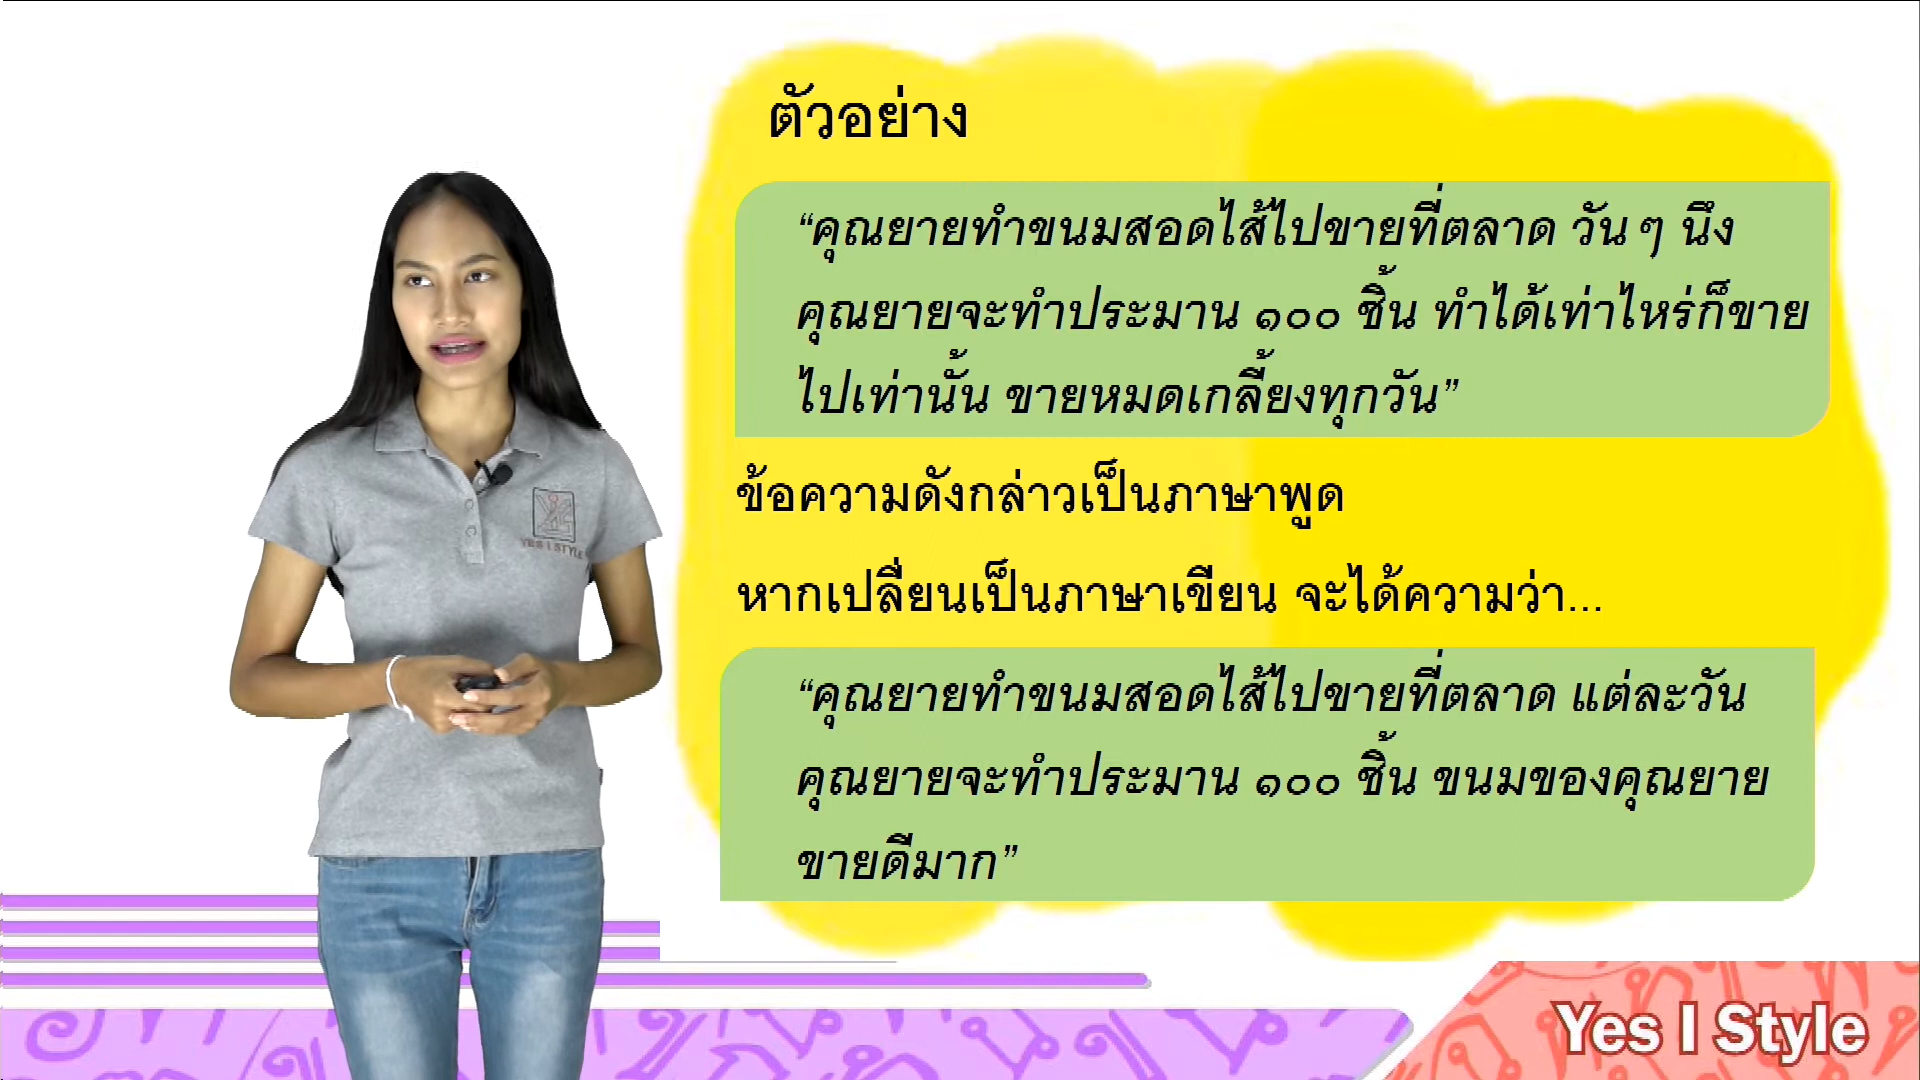 ตัวอย่าง
“คุณยายทำขนมสอดไส้ไปขายที่ตลาด วัน ๆ นึง
คุณยายจะทำประมาน ๑๐๐ ชิ้น ทำได้เท่าไหร่ก็ขาย
ไปเท่านั้น ขายหมดเกลี้ยงทุกวัน”
ข้อความดังกล่าวเป็นภาษาพูด
หากเปลี่ยนเป็นภาษาเขียน จะได้ความว่า...
“คุณยายทำขนมสอดไส้ไปขายที่ตลาด แต่ละวัน
คุณยายจะทำประมาน ๑๐๐ ชิ้น ขนมของคุณยาย
ขายดีมาก”
YES I STYLE
Yes I Style